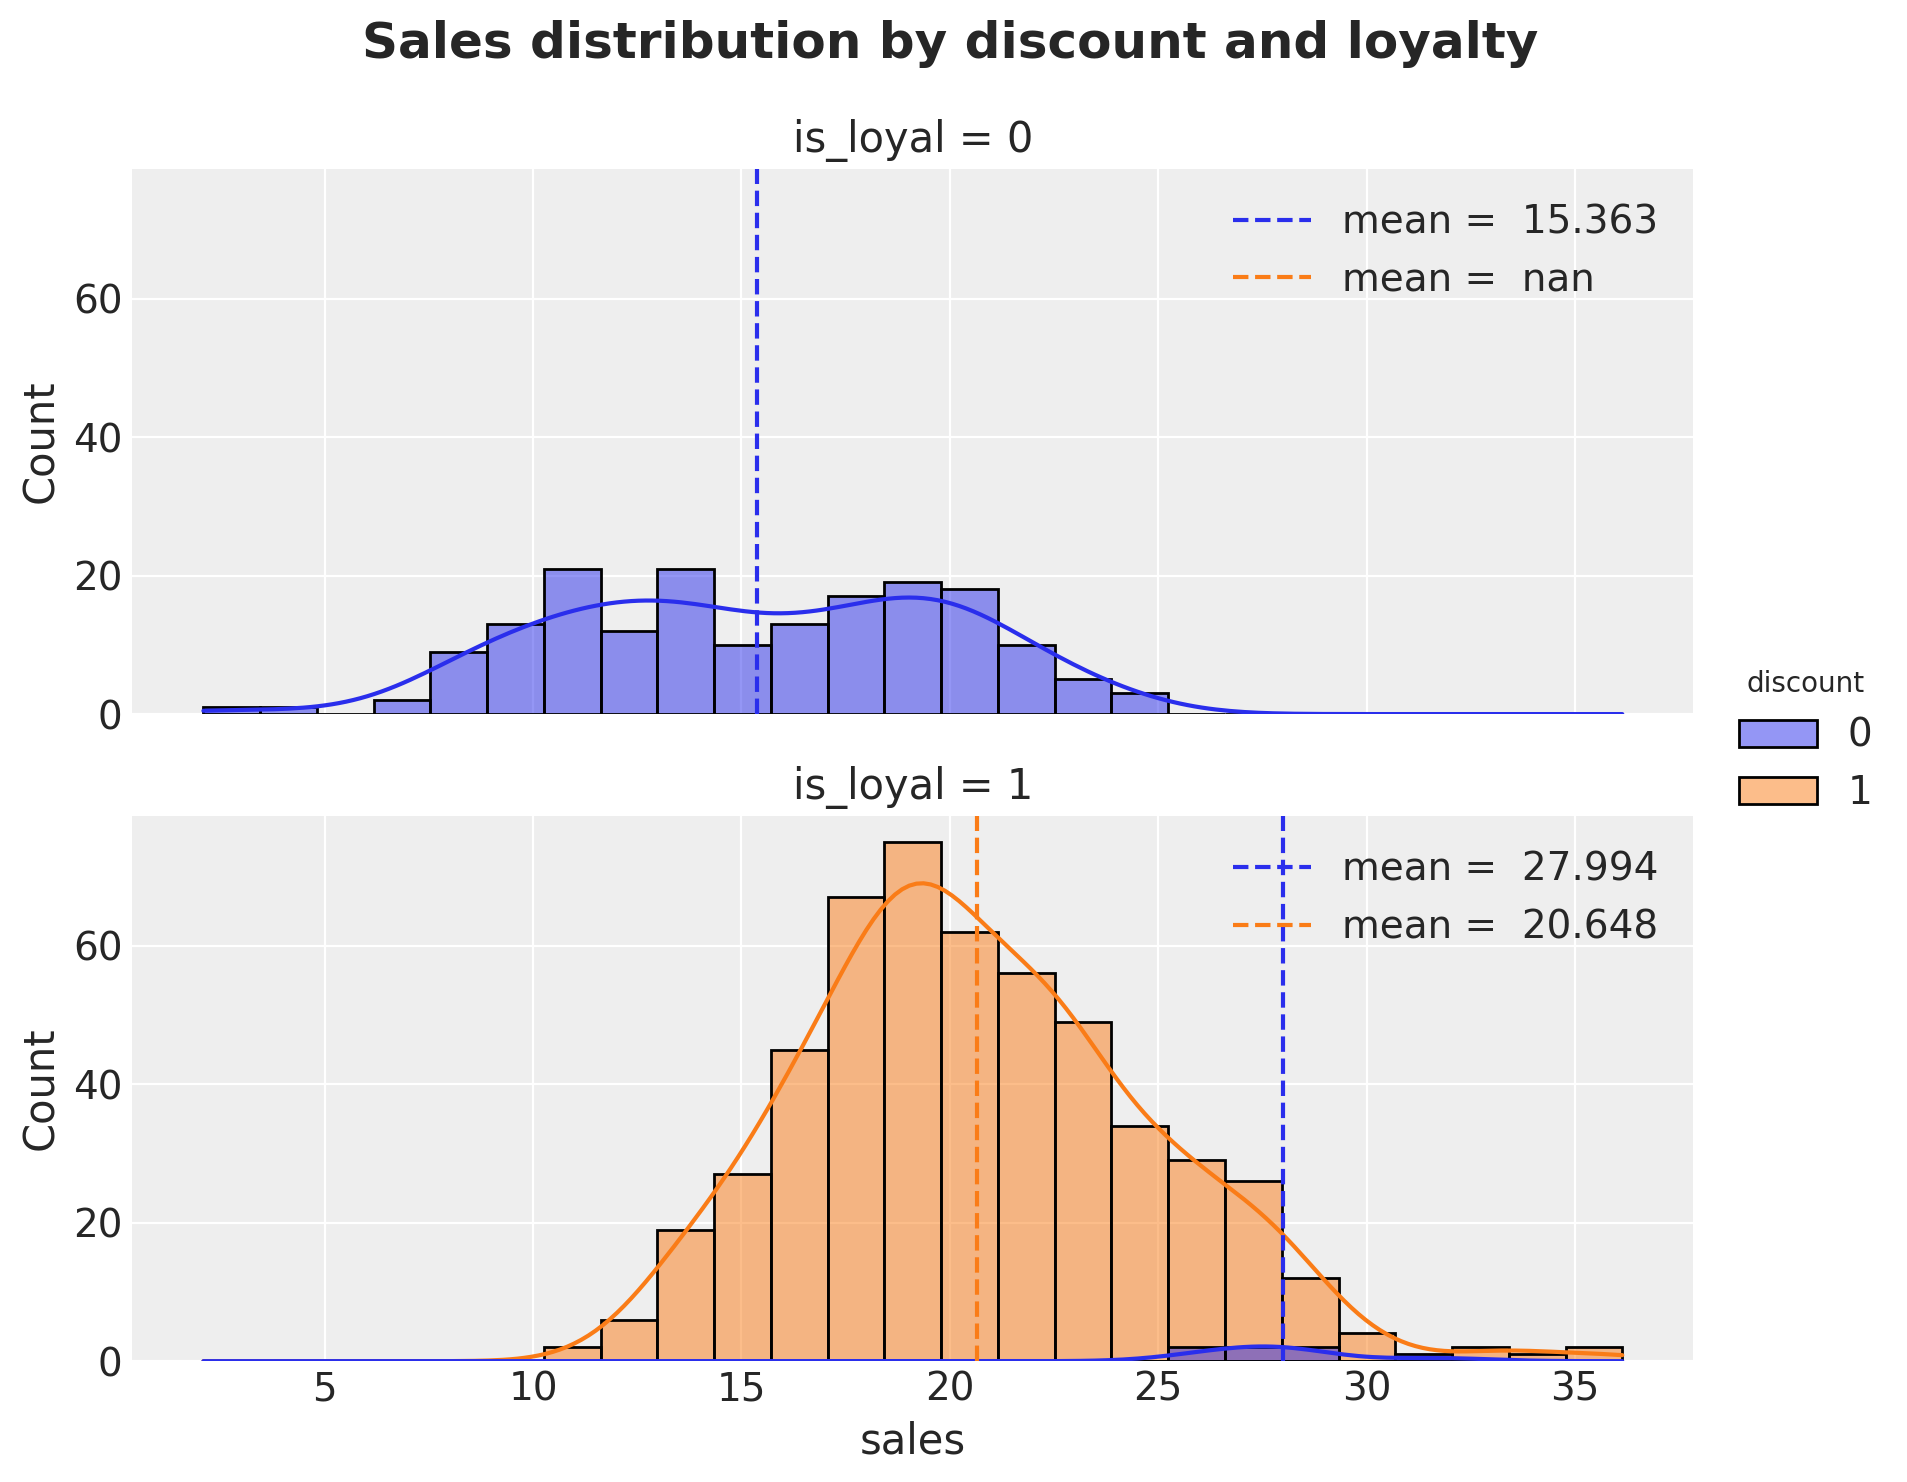 Sales distribution by discount and loyalty
is_loyal = 0
mean =  15.363
mean =  nan
60
40
20
0
Count
discount
0
1
is_loyal = 1
mean =  27.994
mean =  20.648
60
40
20
0
Count
5 10 15 20 25 30 35
sales